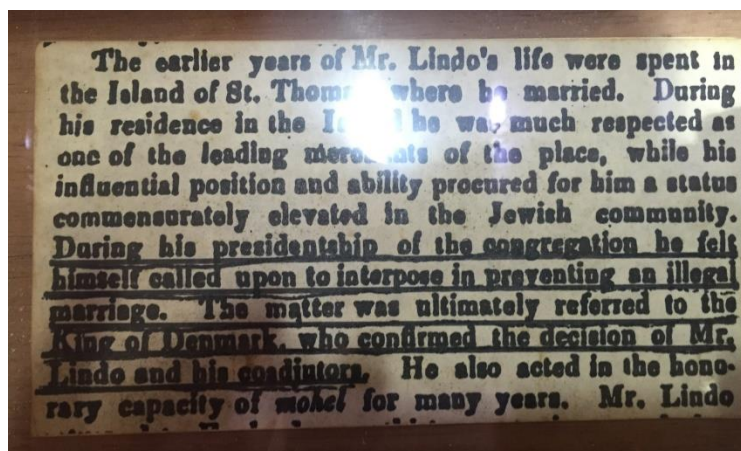 The earlier years of Mr. Lindo's life were spent in
the Island of St. Thomas where he married. During
his residence in the Island he was much respected as
one of the leading merchants of the place, while his
influential position and ability procured for him a status
commensurately elevated in the Jewish community.
During his presidentship of the congregation he felt
himself called upon to interpose in preventing an illegal
marriage. The matter was ultimately referred to the
King of Denmark, who confirmed the decision of Mr.
Lindo and his coadjutors. He also acted in the hono-
rary capacity of mohel for many years. Mr. Lindo